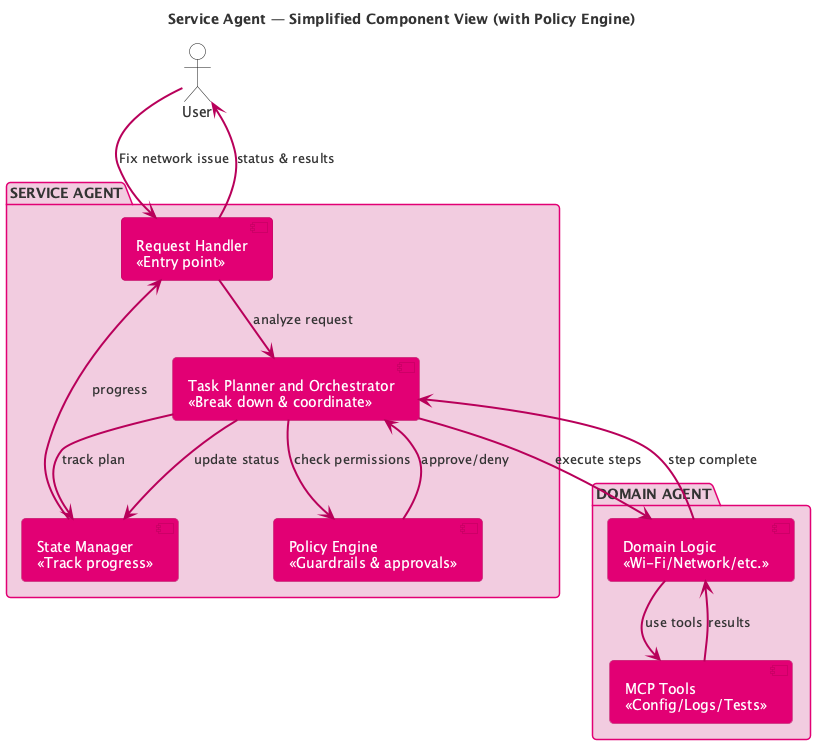 Service Agent — Simplified Component View (with Policy Engine)
User
Fix network issue
status & results
SERVICE AGENT
Request Handler
«Entry point»
analyze request
progress
Task Planner and Orchestrator
«Break down & coordinate»
track plan
update status
check permissions
approve/deny
execute steps
step complete
DOMAIN AGENT
State Manager
«Track progress»
Policy Engine
«Guardrails & approvals»
Domain Logic
«Wi-Fi/Network/etc.»
use tools
results
MCP Tools
«Config/Logs/Tests»